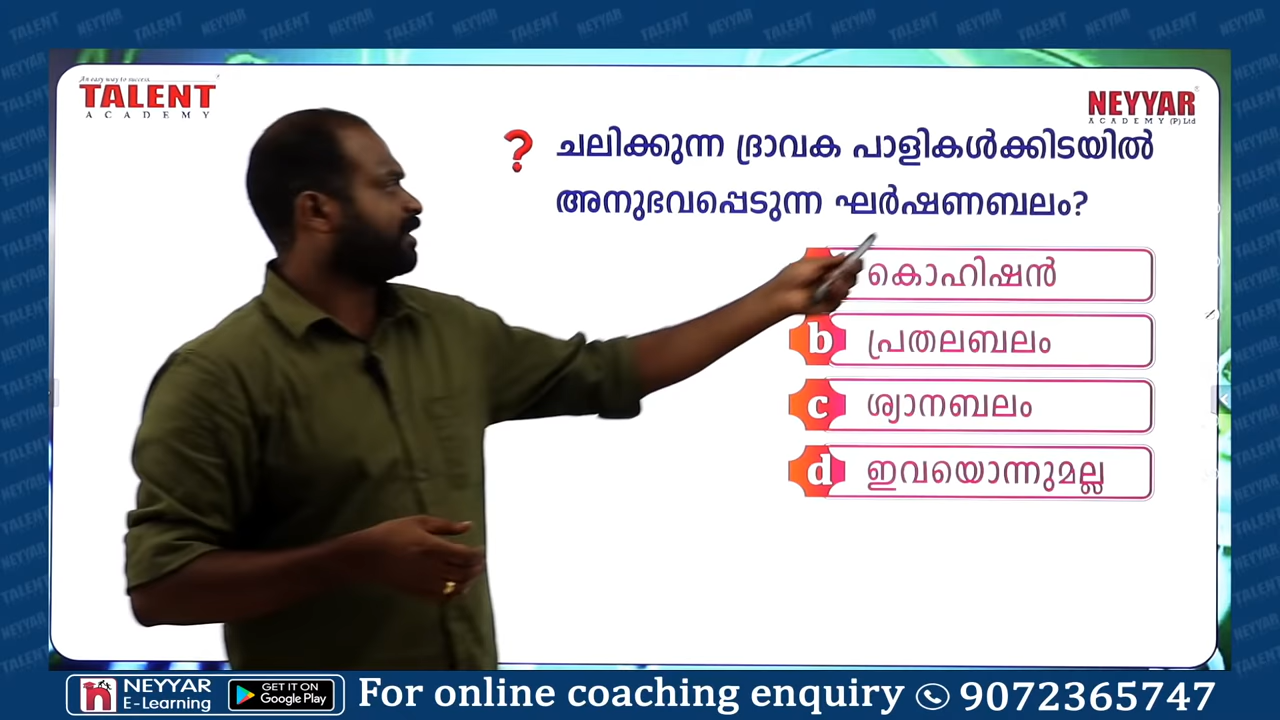 An easy way to success
TALENT
ACADEMY
NEYYAR
ACADEMY (P) Ltd
? ചലിക്കുന്ന ദ്രാവക പാളികൾക്കിടയിൽ
അനുഭവപ്പെടുന്ന ഘർഷണബലം?
കൊഹിഷൻ
b പ്രതലബലം
c ശ്യാനബലം
d ഇവയൊന്നുമല്ല
NEYYAR
E-Learning
GET IT ON
Google Play
For online coaching enquiry 9072365747